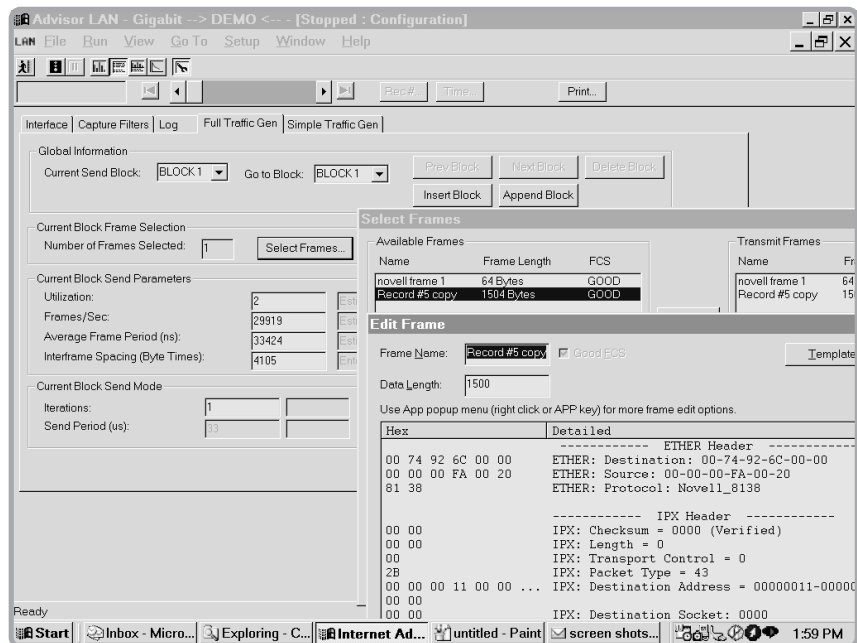 Advisor LAN - Gigabit --> DEMO <-- - [Stopped : Configuration]
LAN File Run View Go To Setup Window Help
Rec#... Time... Print...
Interface Capture Filters Log Full Traffic Gen Simple Traffic Gen
Global Information
Current Send Block: BLOCK 1 Go to Block: BLOCK 1 Prev Block Next Block Delete Block
Insert Block Append Block
Current Block Frame Selection
Number of Frames Selected: 1 Select Frames...
Current Block Send Parameters
Utilization: 2
Frames/Sec: 29919
Average Frame Period (ns): 33424
Interframe Spacing (Byte Times): 4105
Current Block Send Mode
Iterations: 1
Send Period (us): 33
Select Frames
Available Frames Transmit Frames
Name Frame Length FCS Name
novell frame 1 64 Bytes GOOD novell frame 1 64
Record #5 copy 1504 Bytes GOOD Record #5 copy 15
Edit Frame
Frame Name: Record #5 copy Good FCS Template
Data Length: 1500
Use App popup menu (right click or APP key) for more frame edit options.
Hex Detailed
------------ ETHER Header ------------
00 74 92 6C 00 00 ETHER: Destination: 00-74-92-6C-00-00
00 00 00 FA 00 20 ETHER: Source: 00-00-00-FA-00-20
81 38 ETHER: Protocol: Novell_8138
------------ IPX Header ------------
00 00 IPX: Checksum = 0000 (Verified)
00 00 IPX: Length = 0
00 IPX: Transport Control = 0
2B IPX: Packet Type = 43
00 00 00 11 00 00 ... IPX: Destination Address = 00000011-00000
00 00
00 00 IPX: Destination Socket: 0000
Ready
Start Inbox - Micro... Exploring - C... Internet Ad... untitled - Paint screen shots... 1:59 PM